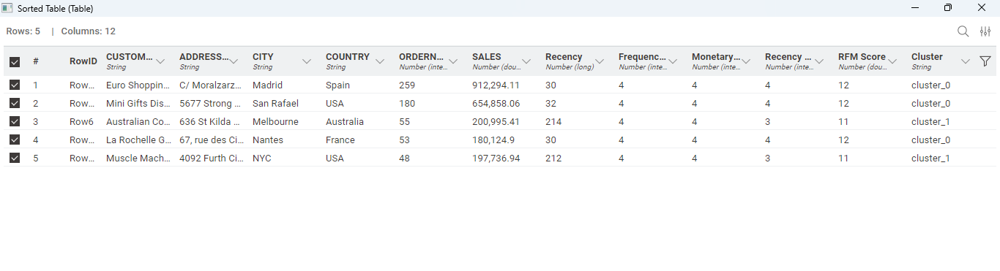 Sorted Table (Table)
Rows: 5 | Columns: 12
# RowID CUSTOM... ADDRESS... CITY COUNTRY ORDERN... SALES Recency Frequenc... Monetary... Recency ... RFM Score Cluster
String String String String Number (inte... Number (dou... Number (long) Number (inte... Number (inte... Number (inte... Number (dou... String
1 Row... Euro Shoppin... C/ Moralzarz... Madrid Spain 259 912,294.11 30 4 4 4 12 cluster_0
2 Row... Mini Gifts Dis... 5677 Strong ... San Rafael USA 180 654,858.06 32 4 4 4 12 cluster_0
3 Row6 Australian Co... 636 St Kilda ... Melbourne Australia 55 200,995.41 214 4 4 3 11 cluster_1
4 Row... La Rochelle G... 67, rue des Ci... Nantes France 53 180,124.9 30 4 4 4 12 cluster_0
5 Row... Muscle Mach... 4092 Furth Ci... NYC USA 48 197,736.94 212 4 4 3 11 cluster_1